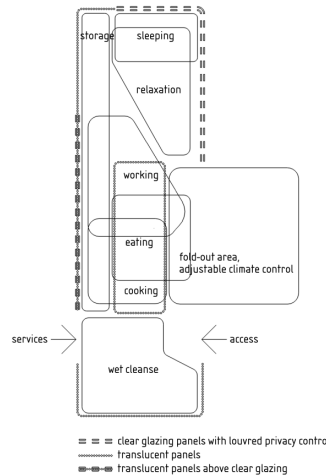 storage
sleeping
relaxation
working
eating
fold-out area,
adjustable climate control
cooking
services
access
wet cleanse
clear glazing panels with louvred privacy contro
translucent panels
translucent panels above clear glazing